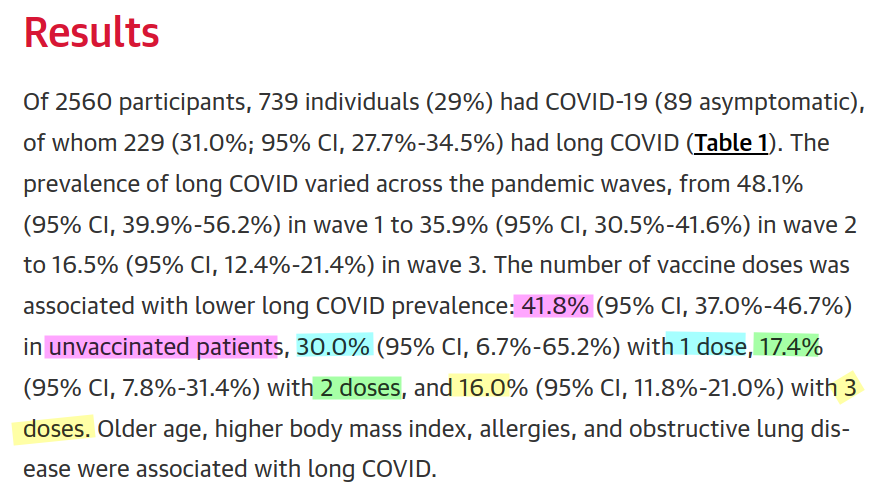 Results
Of 2560 participants, 739 individuals (29%) had COVID-19 (89 asymptomatic),
of whom 229 (31.0%; 95% CI, 27.7%-34.5%) had long COVID (Table 1). The
prevalence of long COVID varied across the pandemic waves, from 48.1%
(95% CI, 39.9%-56.2%) in wave 1 to 35.9% (95% CI, 30.5%-41.6%) in wave 2
to 16.5% (95% CI, 12.4%-21.4%) in wave 3. The number of vaccine doses was
associated with lower long COVID prevalence: 41.8% (95% CI, 37.0%-46.7%)
in unvaccinated patients, 30.0% (95% CI, 6.7%-65.2%) with 1 dose, 17.4%
(95% CI, 7.8%-31.4%) with 2 doses, and 16.0% (95% CI, 11.8%-21.0%) with 3
doses. Older age, higher body mass index, allergies, and obstructive lung dis-
ease were associated with long COVID.